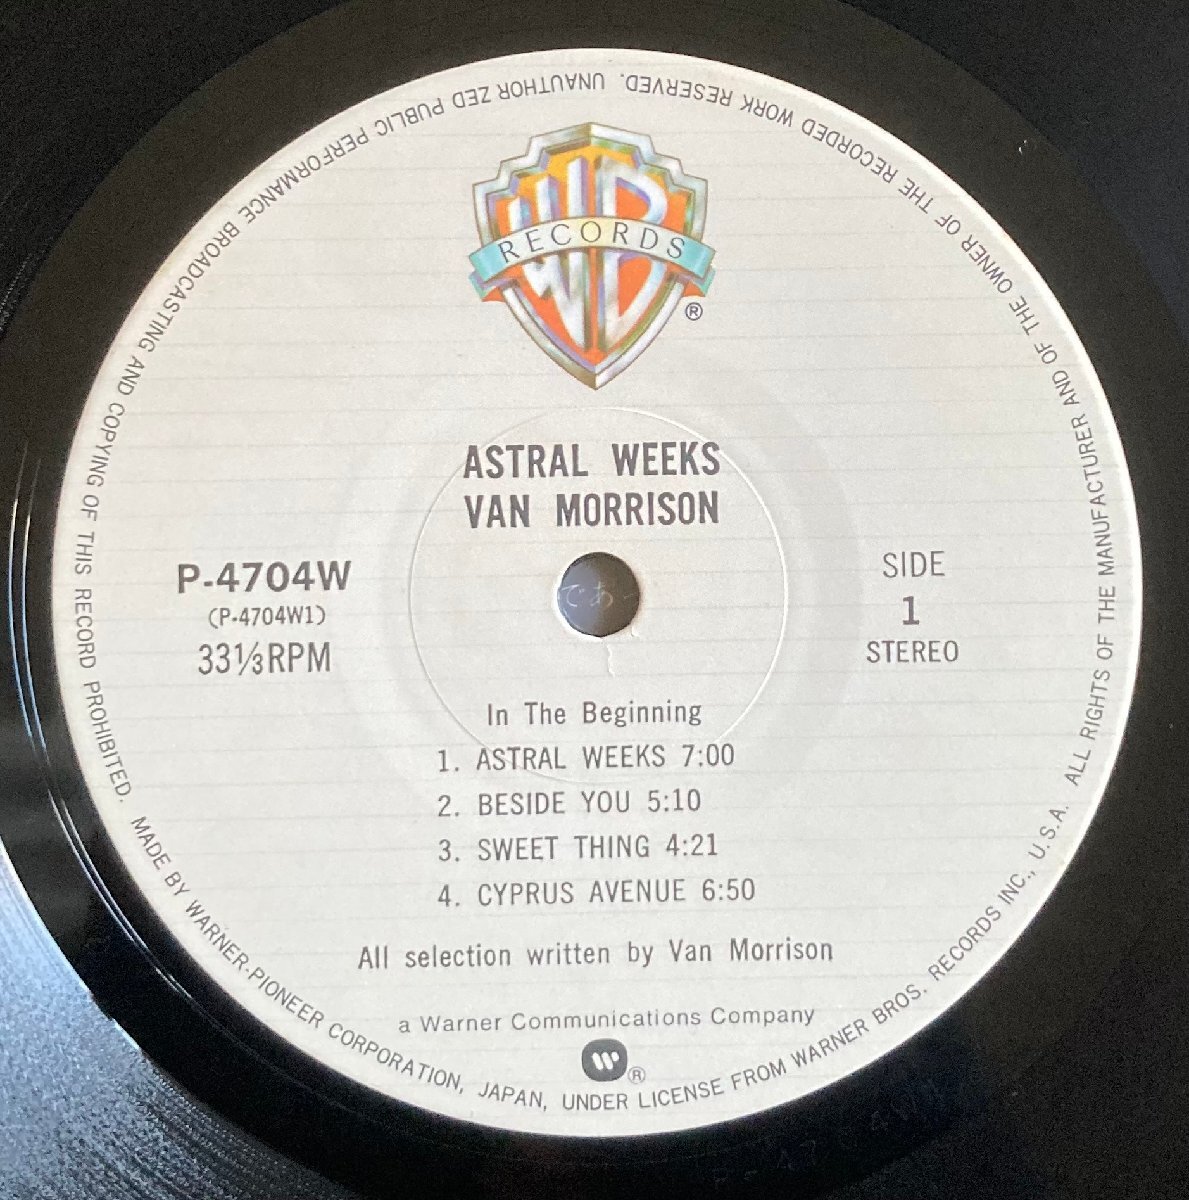 WB
RECORDS
®
ASTRAL WEEKS
VAN MORRISON
P-4704W
(P-4704W1)
33⅓RPM
SIDE
1
STEREO
In The Beginning
1. ASTRAL WEEKS 7:00
2. BESIDE YOU 5:10
3. SWEET THING 4:21
4. CYPRUS AVENUE 6:50
All selection written by Van Morrison
a Warner Communications Company
®
MADE BY WARNER-PIONEER CORPORATION, JAPAN, UNDER LICENSE FROM WARNER BROS. RECORDS INC., U.S.A. ALL RIGHTS OF THE MANUFACTURER AND OF THE OWNER OF THE RECORDED WORK RESERVED. UNAUTHOR ZED PUBLIC PERFORMANCE BROADCASTING AND COPYING OF THIS RECORD PROHIBITED.